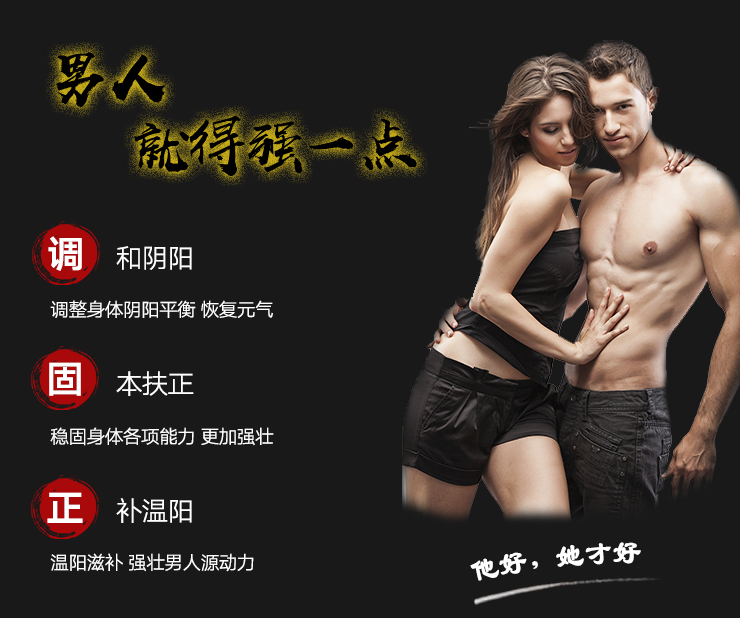 男人
就得强一点
调 和阴阳
调整身体阴阳平衡 恢复元气
固 本扶正
稳固身体各项能力 更加强壮
正 补温阳
温阳滋补 强壮男人源动力
他好，她才好